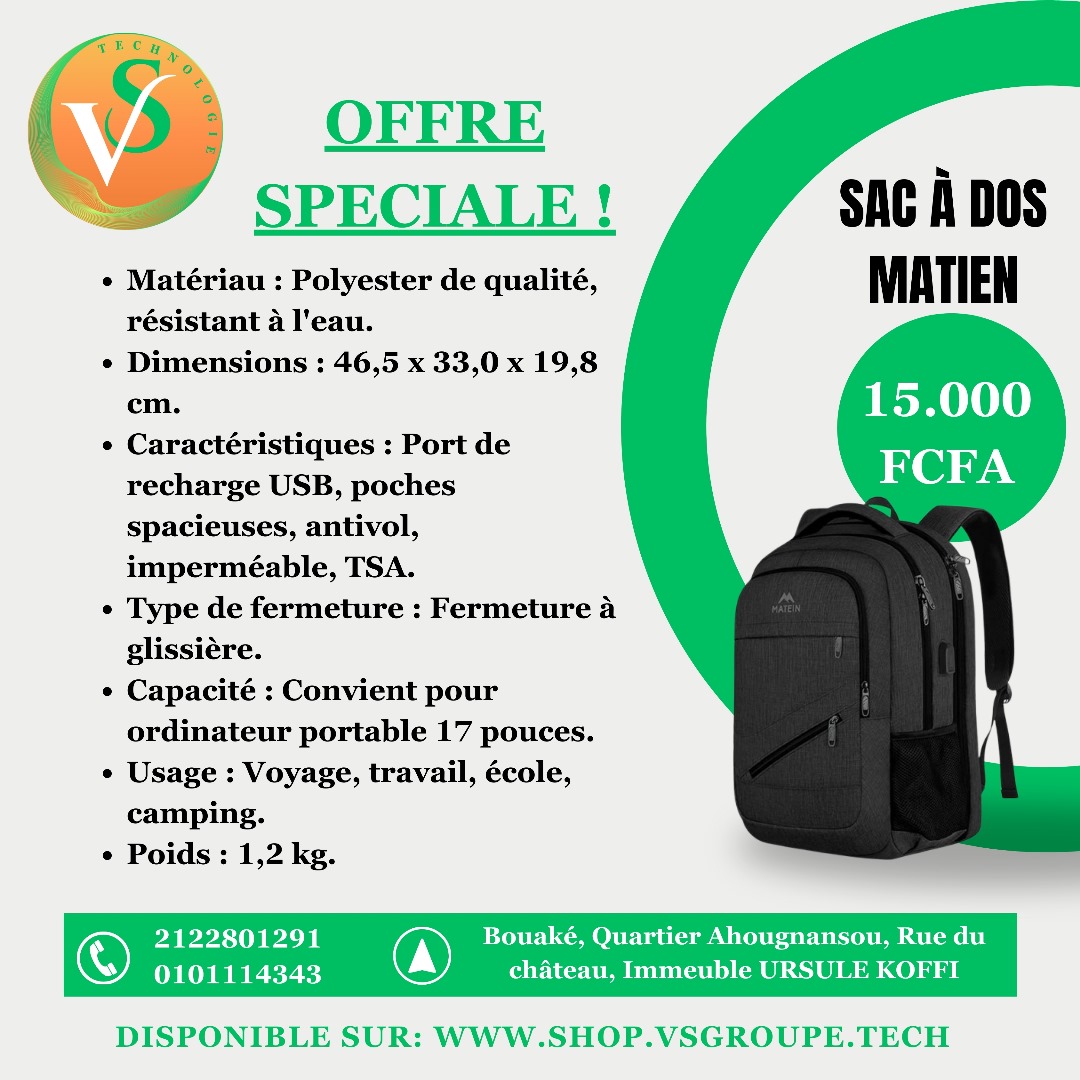 TECHNOLOGIE
VS
OFFRE
SPECIALE !
• Matériau : Polyester de qualité,
résistant à l'eau.
• Dimensions : 46,5 x 33,0 x 19,8
cm.
• Caractéristiques : Port de
recharge USB, poches
spacieuses, antivol,
imperméable, TSA.
• Type de fermeture : Fermeture à
glissière.
• Capacité : Convient pour
ordinateur portable 17 pouces.
• Usage : Voyage, travail, école,
camping.
• Poids : 1,2 kg.
SAC À DOS
MATIEN
15.000
FCFA
MATEIN
2122801291
0101114343
Bouaké, Quartier Ahougnansou, Rue du
château, Immeuble URSULE KOFFI
DISPONIBLE SUR: WWW.SHOP.VSGROUPE.TECH